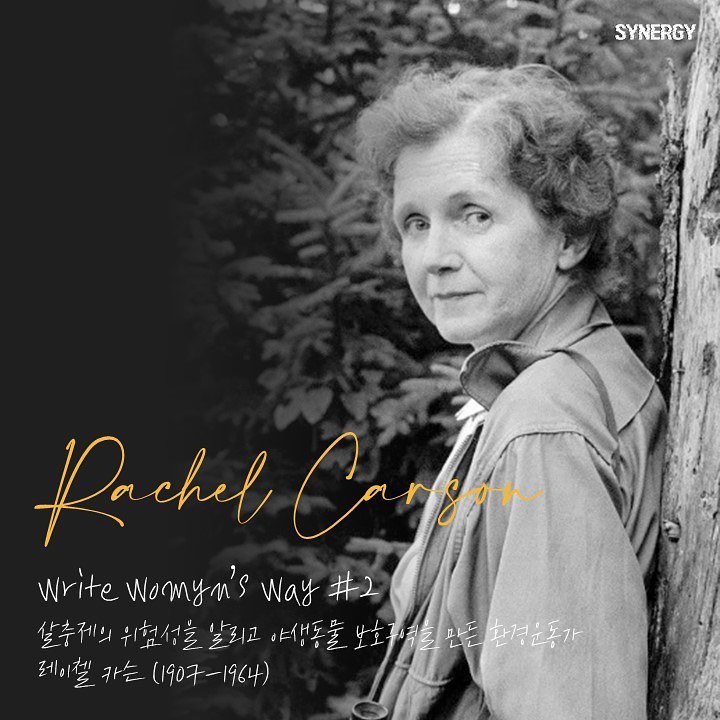 SYNERGY
Rachel Carson
Write Womyn's Way #2
살충제의 위험성을 알리고 야생동물 보호구역을 만든 환경운동가
레이첼 카슨 (1907-1964)